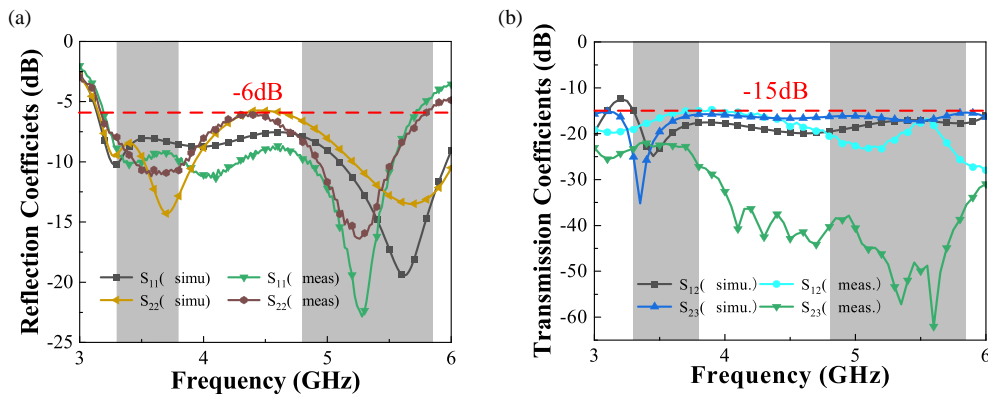 (a)
(b)
Reflection Coefficiets (dB)
0
-5
-10
-15
-20
-25
-6dB
S11( simu)
S11( meas)
S22( simu)
S22( meas)
3
4
5
6
Frequency (GHz)
Transmission Coefficients (dB)
0
-10
-20
-30
-40
-50
-60
-15dB
S12( simu.)
S12( meas.)
S23( simu.)
S23( meas.)
3
4
5
6
Frequency (GHz)